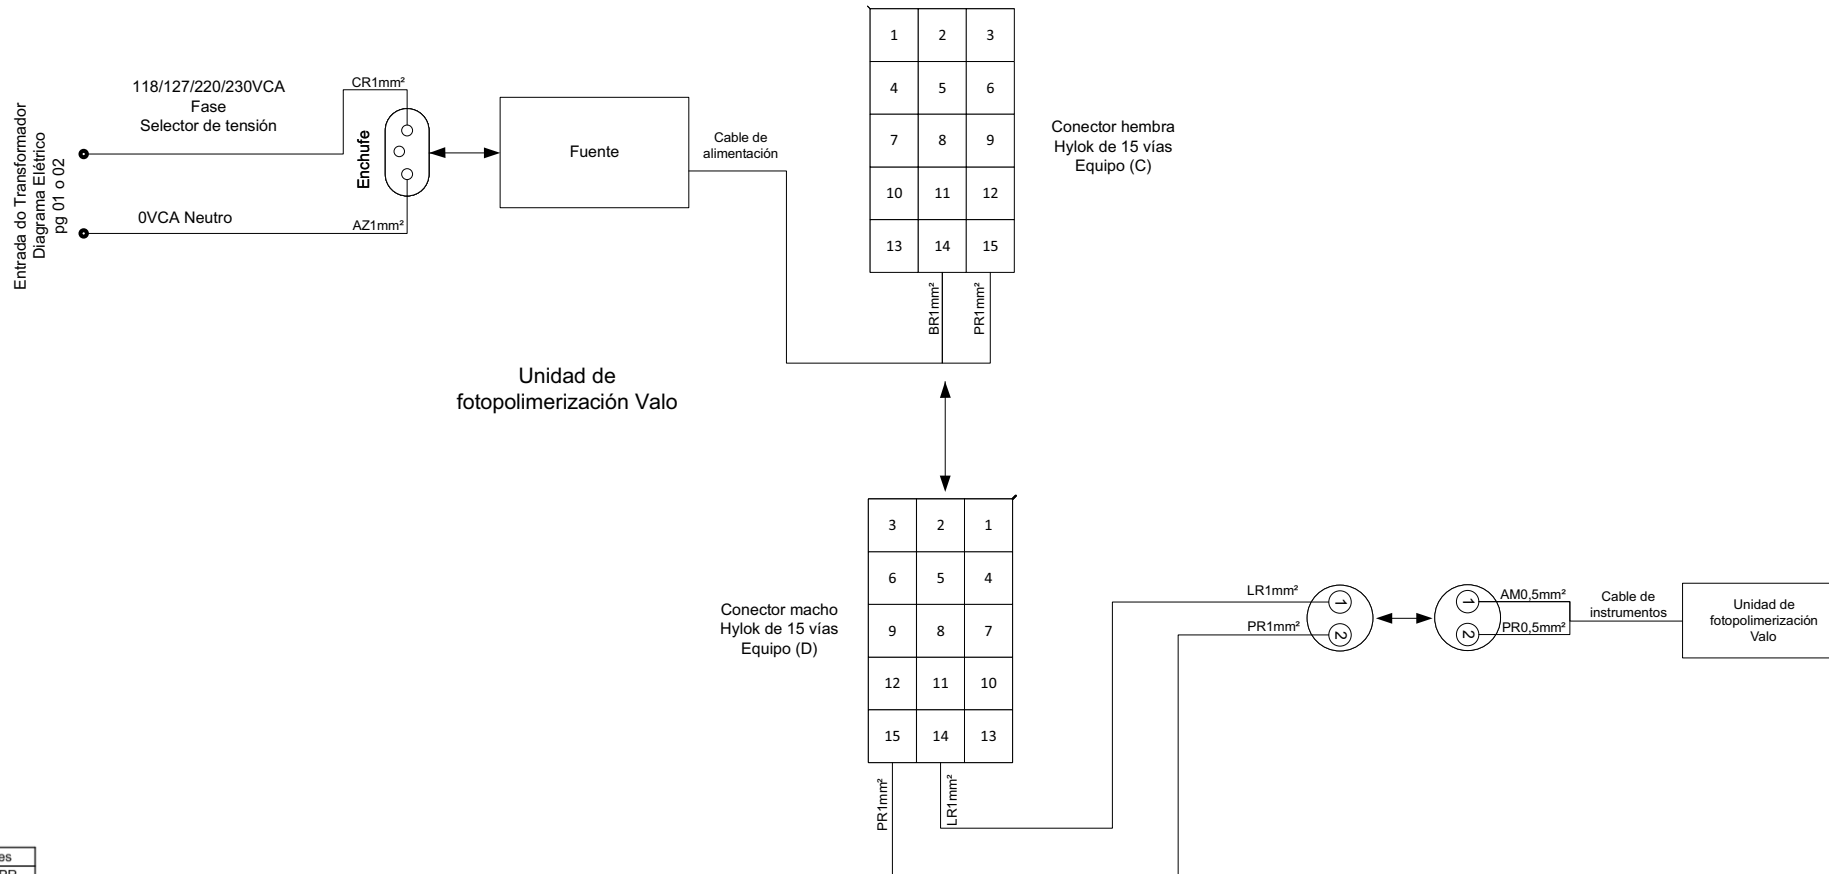 118/127/220/230VCA
Fase
Selector de tensión
CR1mm²
Entrada do Transformador
Diagrama Elétrico
pg 01 o 02
Enchufe
0VCA Neutro
AZ1mm²
Fuente
Cable de
alimentación
1 2 3
4 5 6
7 8 9
10 11 12
13 14 15
Conector hembra
Hylok de 15 vías
Equipo (C)
BR1mm²
PR1mm²
Unidad de
fotopolimerización Valo
3 2 1
6 5 4
9 8 7
12 11 10
15 14 13
Conector macho
Hylok de 15 vías
Equipo (D)
PR1mm²
LR1mm²
LR1mm²
PR1mm²
1
2
1
2
AM0,5mm²
PR0,5mm²
Cable de
instrumentos
Unidad de
fotopolimerización
Valo
es